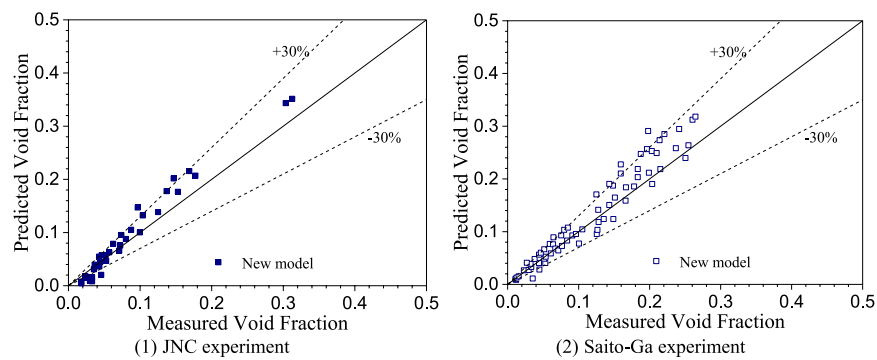 0.5
0.4
0.3
0.2
0.1
0.0
Predicted Void Fraction
+30%
-30%
New model
0.0 0.1 0.2 0.3 0.4 0.5
Measured Void Fraction
(1) JNC experiment
0.5
0.4
0.3
0.2
0.1
0.0
Predicted Void Fraction
+30%
-30%
New model
0.0 0.1 0.2 0.3 0.4 0.5
Measured Void Fraction
(2) Saito-Ga experiment